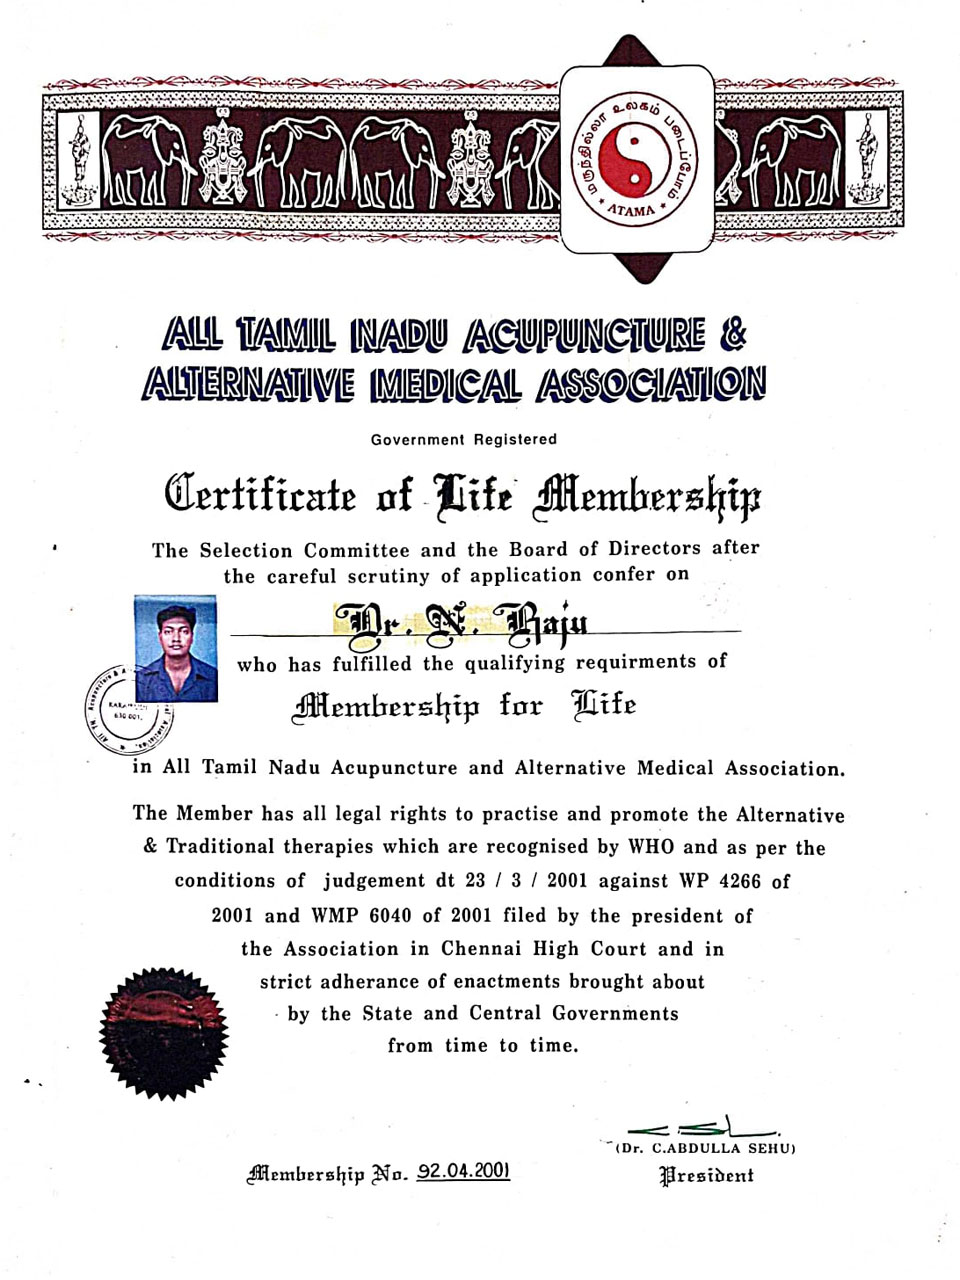 மருந்தில்லா உலகம் படைப்போம்
* ATAMA *
ALL TAMIL NADU ACUPUNCTURE &
ALTERNATIVE MEDICAL ASSOCIATION
Government Registered
Certificate of Life Membership
The Selection Committee and the Board of Directors after
the careful scrutiny of application confer on
Dr. N. Raju
who has fulfilled the qualifying requirments of
Membership for Life
630 001.
in All Tamil Nadu Acupuncture and Alternative Medical Association.
The Member has all legal rights to practise and promote the Alternative
& Traditional therapies which are recognised by WHO and as per the
conditions of judgement dt 23 / 3 / 2001 against WP 4266 of
2001 and WMP 6040 of 2001 filed by the president of
the Association in Chennai High Court and in
strict adherance of enactments brought about
by the State and Central Governments
from time to time.
(Dr. C.ABDULLA SEHU)
Membership No. 92.04.2001
President